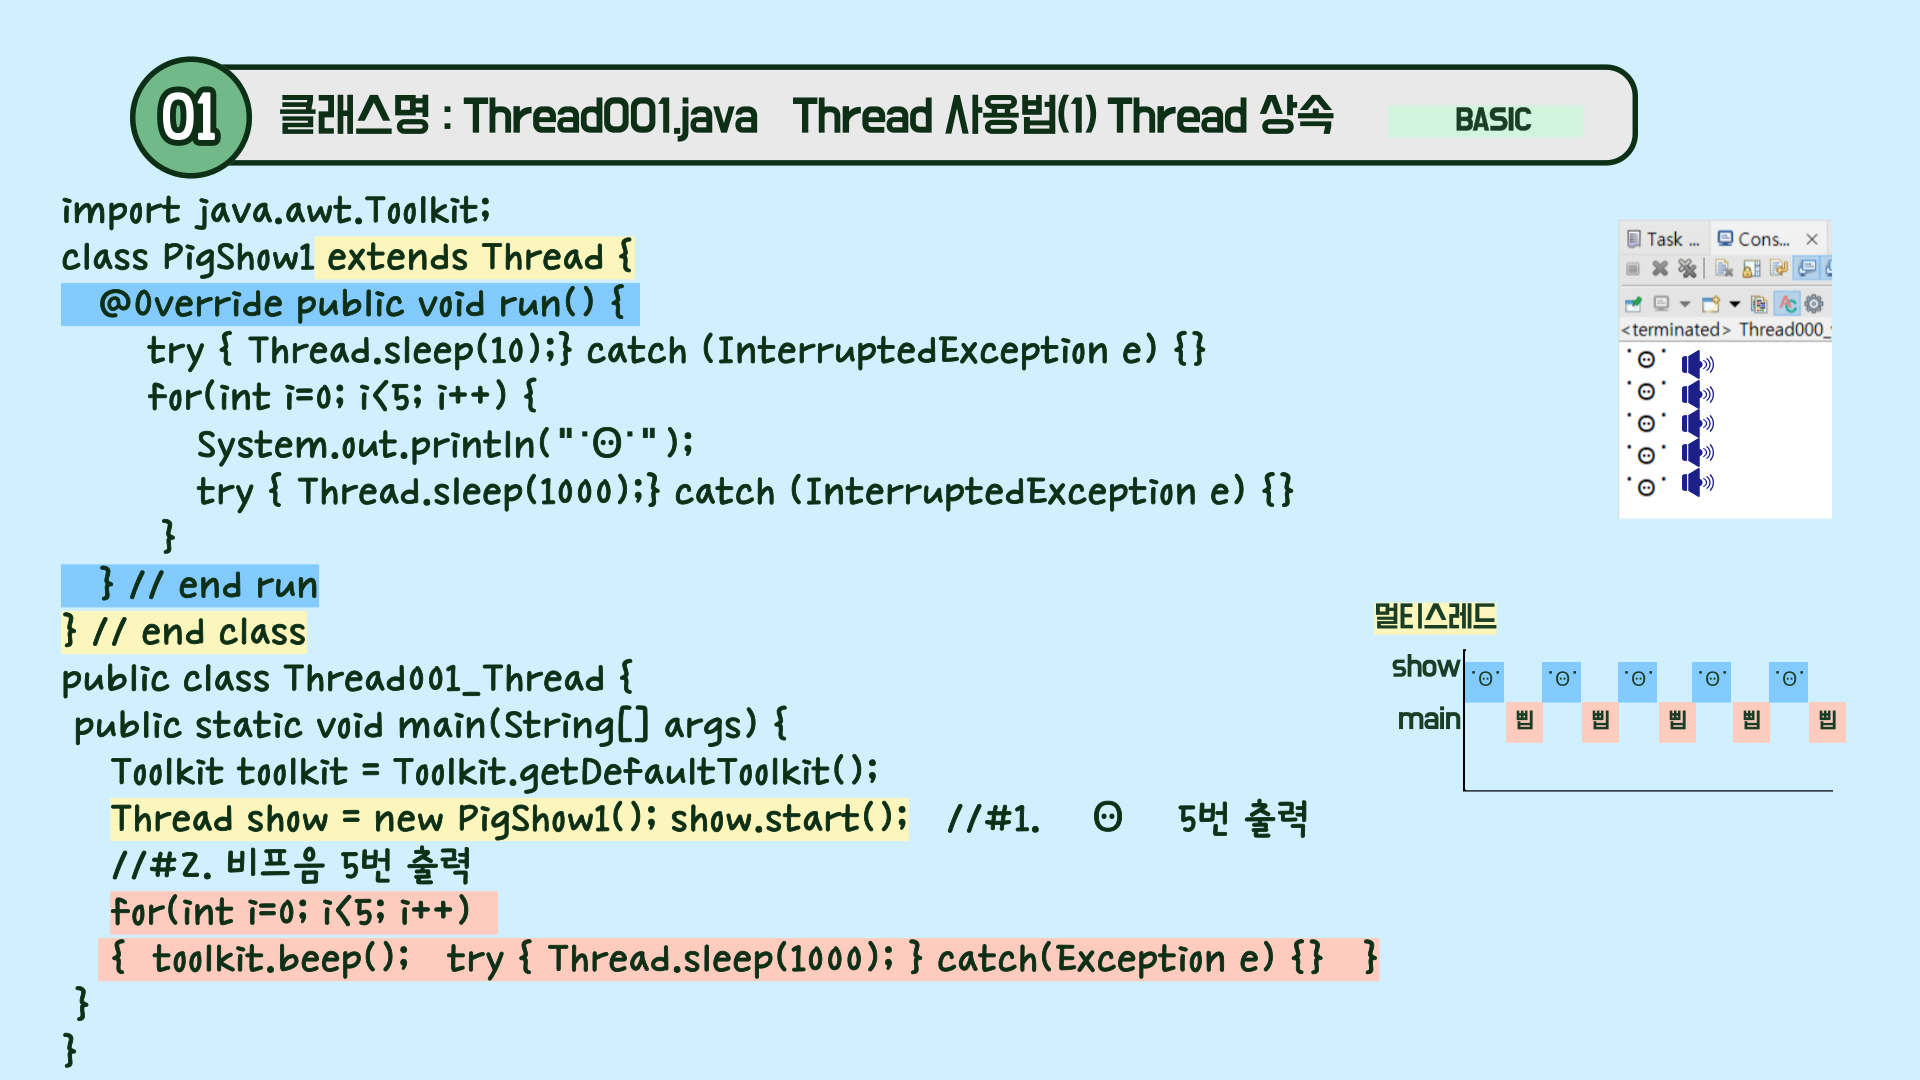 01 클래스명 : Thread001.java Thread 사용법(1) Thread 상속 BASIC
import java.awt.Toolkit;
class PigShow1 extends Thread {
@Override public void run() {
try { Thread.sleep(10);} catch (InterruptedException e) {}
for(int i=0; i<5; i++) {
System.out.println("˙ʘ̈˙");
try { Thread.sleep(1000);} catch (InterruptedException e) {}
}
} // end run
} // end class
public class Thread001_Thread {
public static void main(String[] args) {
Toolkit toolkit = Toolkit.getDefaultToolkit();
Thread show = new PigShow1(); show.start(); //#1. ʘ̈ 5번 출력
//#2. 비프음 5번 출력
for(int i=0; i<5; i++)
{ toolkit.beep(); try { Thread.sleep(1000); } catch(Exception e) {} }
}
}
Task ... Cons...
<terminated> Thread000_
˙ʘ̈˙
˙ʘ̈˙
˙ʘ̈˙
˙ʘ̈˙
˙ʘ̈˙
멀티스레드
show ˙ʘ̈˙ ˙ʘ̈˙ ˙ʘ̈˙ ˙ʘ̈˙ ˙ʘ̈˙
main 삡 삡 삡 삡 삡